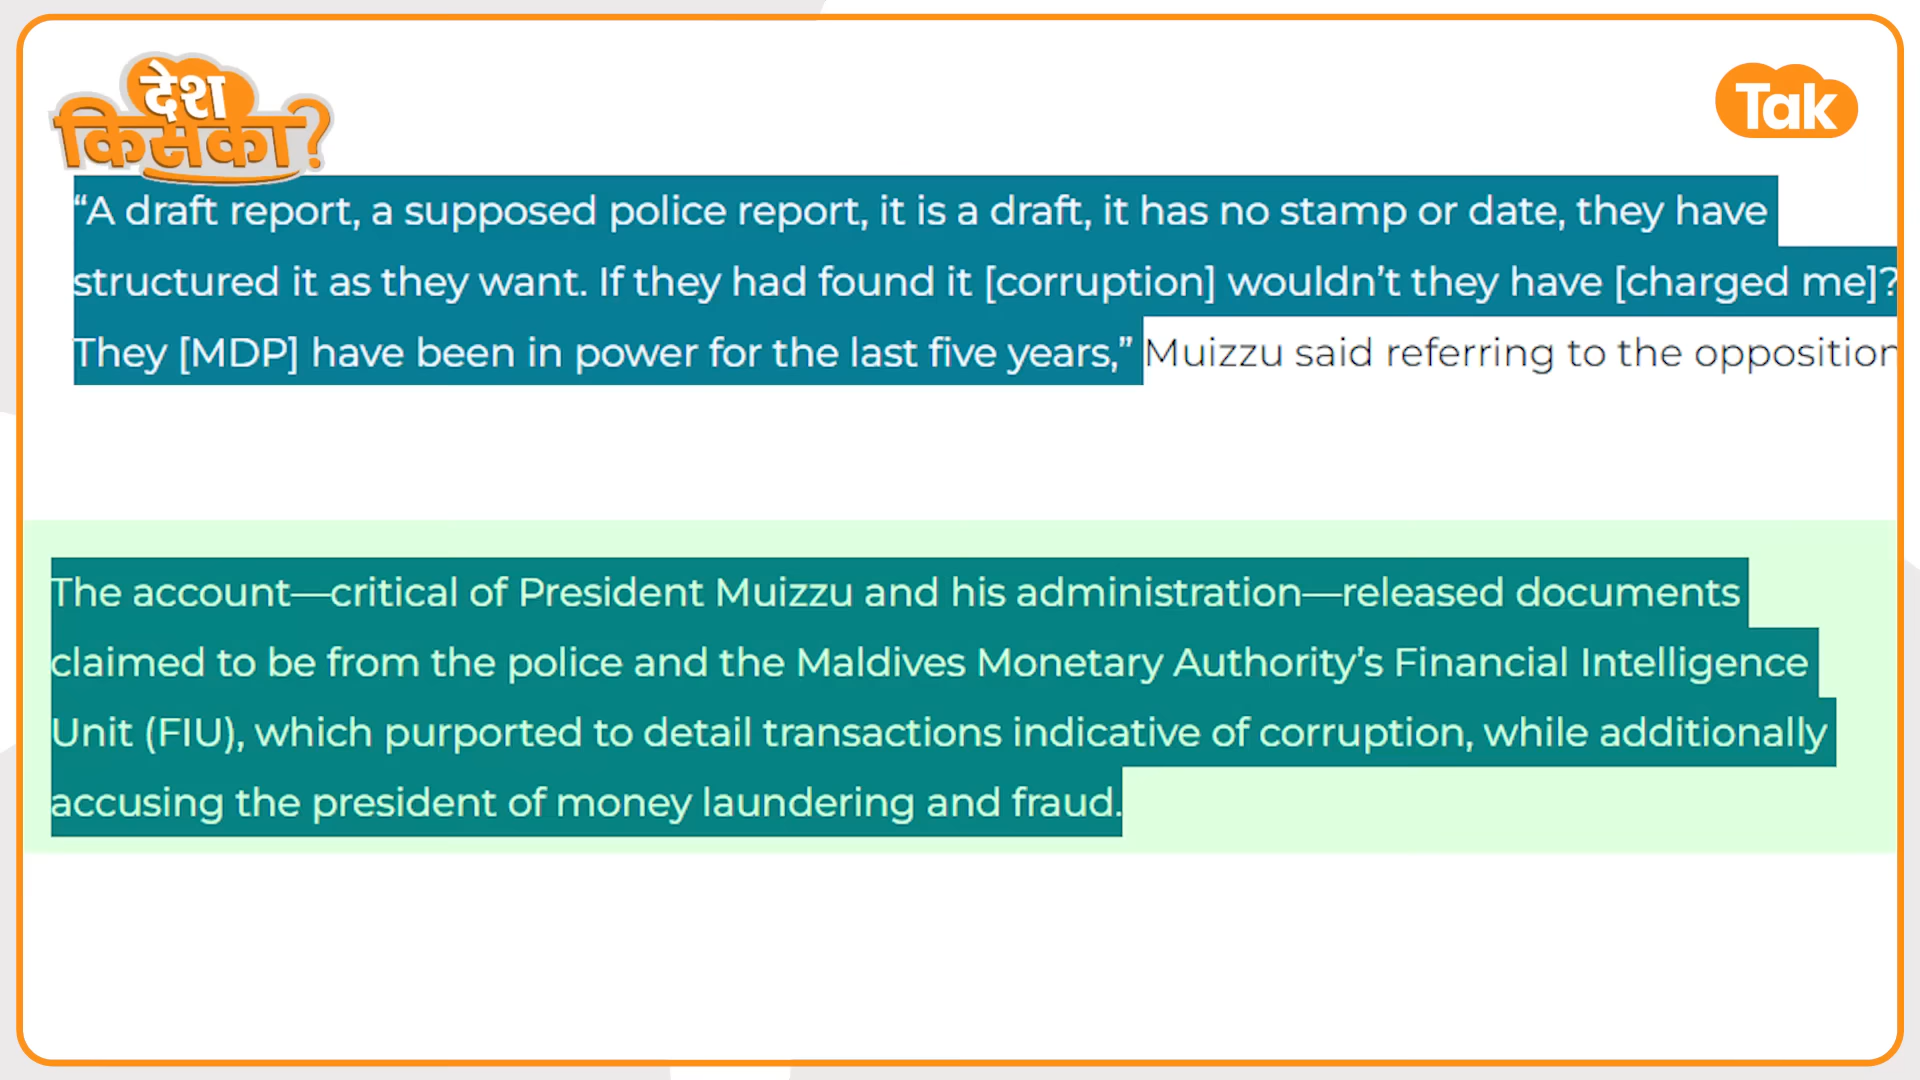 देश
किसका?
Tak
“A draft report, a supposed police report, it is a draft, it has no stamp or date, they have
structured it as they want. If they had found it [corruption] wouldn’t they have [charged me]?
They [MDP] have been in power for the last five years,” Muizzu said referring to the opposition
The account—critical of President Muizzu and his administration—released documents
claimed to be from the police and the Maldives Monetary Authority’s Financial Intelligence
Unit (FIU), which purported to detail transactions indicative of corruption, while additionally
accusing the president of money laundering and fraud.